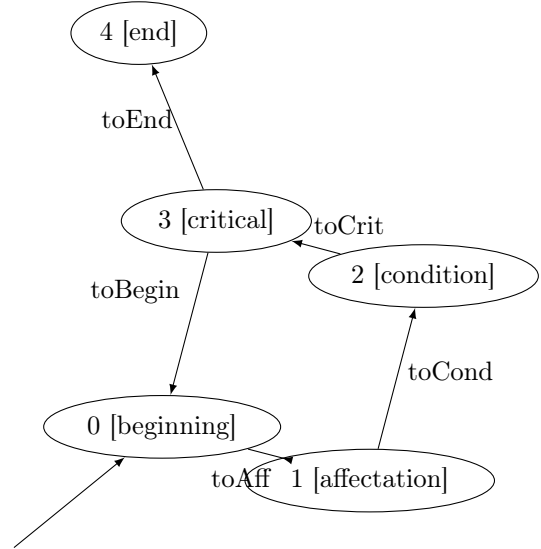 4 [end]
toEnd
3 [critical]
toCrit
2 [condition]
toBegin
toCond
0 [beginning]
toAff
1 [affectation]